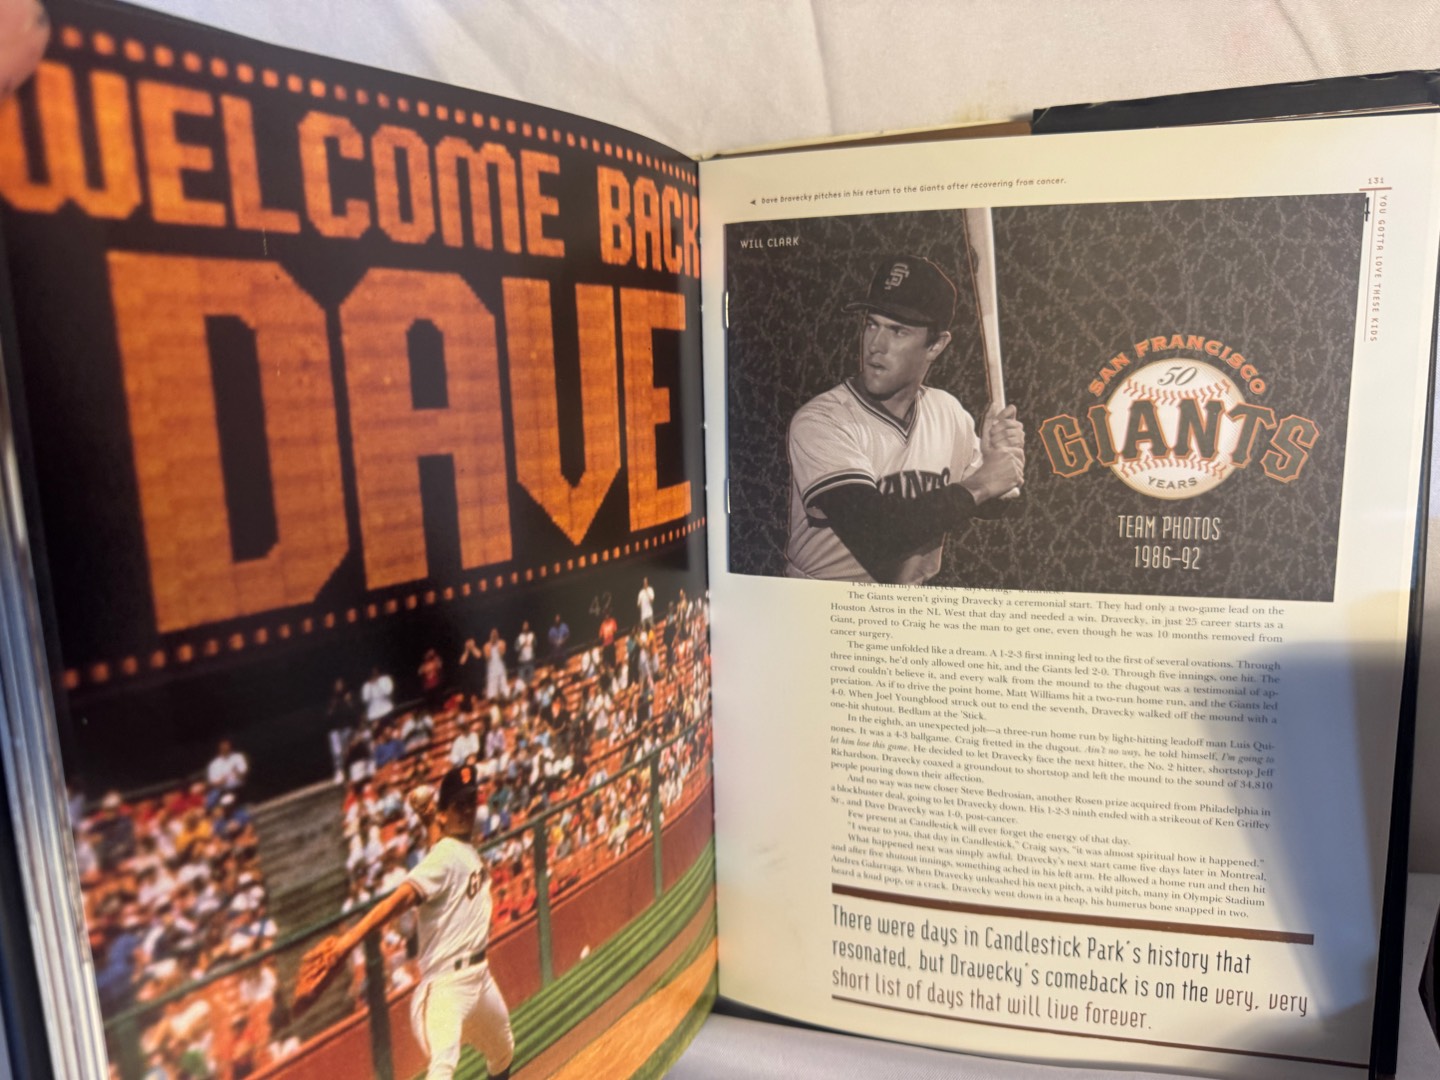 WELCOME BACK
DAVE
◄ Dave Dravecky pitches in his return to the Giants after recovering from cancer.
131
YOU GOTTA LOVE THESE KIDS
WILL CLARK
SF
GIANTS
SAN FRANCISCO
50
GIANTS
YEARS
TEAM PHOTOS
1986–92
The Giants weren't giving Dravecky a ceremonial start. They had only a two-game lead on the
Houston Astros in the NL West that day and needed a win. Dravecky, in just 25 career starts as a
Giant, proved to Craig he was the man to get one, even though he was 10 months removed from
cancer surgery.
The game unfolded like a dream. A 1-2-3 first inning led to the first of several ovations. Through
three innings, he'd only allowed one hit, and the Giants led 2-0. Through five innings, one hit. The
crowd couldn't believe it, and every walk from the mound to the dugout was a testimonial of ap-
preciation. As if to drive the point home, Matt Williams hit a two-run home run, and the Giants led
4-0. When Joel Youngblood struck out to end the seventh, Dravecky walked off the mound with a
one-hit shutout. Bedlam at the 'Stick.
In the eighth, an unexpected jolt—a three-run home run by light-hitting leadoff man Luis Qui-
nones. It was a 4-3 ballgame. Craig fretted in the dugout. Ain't no way, he told himself, I'm going to
let him lose this game. He decided to let Dravecky face the next hitter, the No. 2 hitter, shortstop Jeff
Richardson. Dravecky coaxed a groundout to shortstop and left the mound to the sound of 34,810
people pouring down their affection.
And no way was new closer Steve Bedrosian, another Rosen prize acquired from Philadelphia in
a blockbuster deal, going to let Dravecky down. His 1-2-3 ninth ended with a strikeout of Ken Griffey
Sr., and Dave Dravecky was 1-0, post-cancer.
Few present at Candlestick will ever forget the energy of that day.
"I swear to you, that day in Candlestick," Craig says, "it was almost spiritual how it happened."
What happened next was simply awful. Dravecky's next start came five days later in Montreal,
and after five shutout innings, something ached in his left arm. He allowed a home run and then hit
Andres Galarraga. When Dravecky unleashed his next pitch, a wild pitch, many in Olympic Stadium
heard a loud pop, or a crack. Dravecky went down in a heap, his humerus bone snapped in two.
There were days in Candlestick Park's history that
resonated, but Dravecky's comeback is on the very, very
short list of days that will live forever.